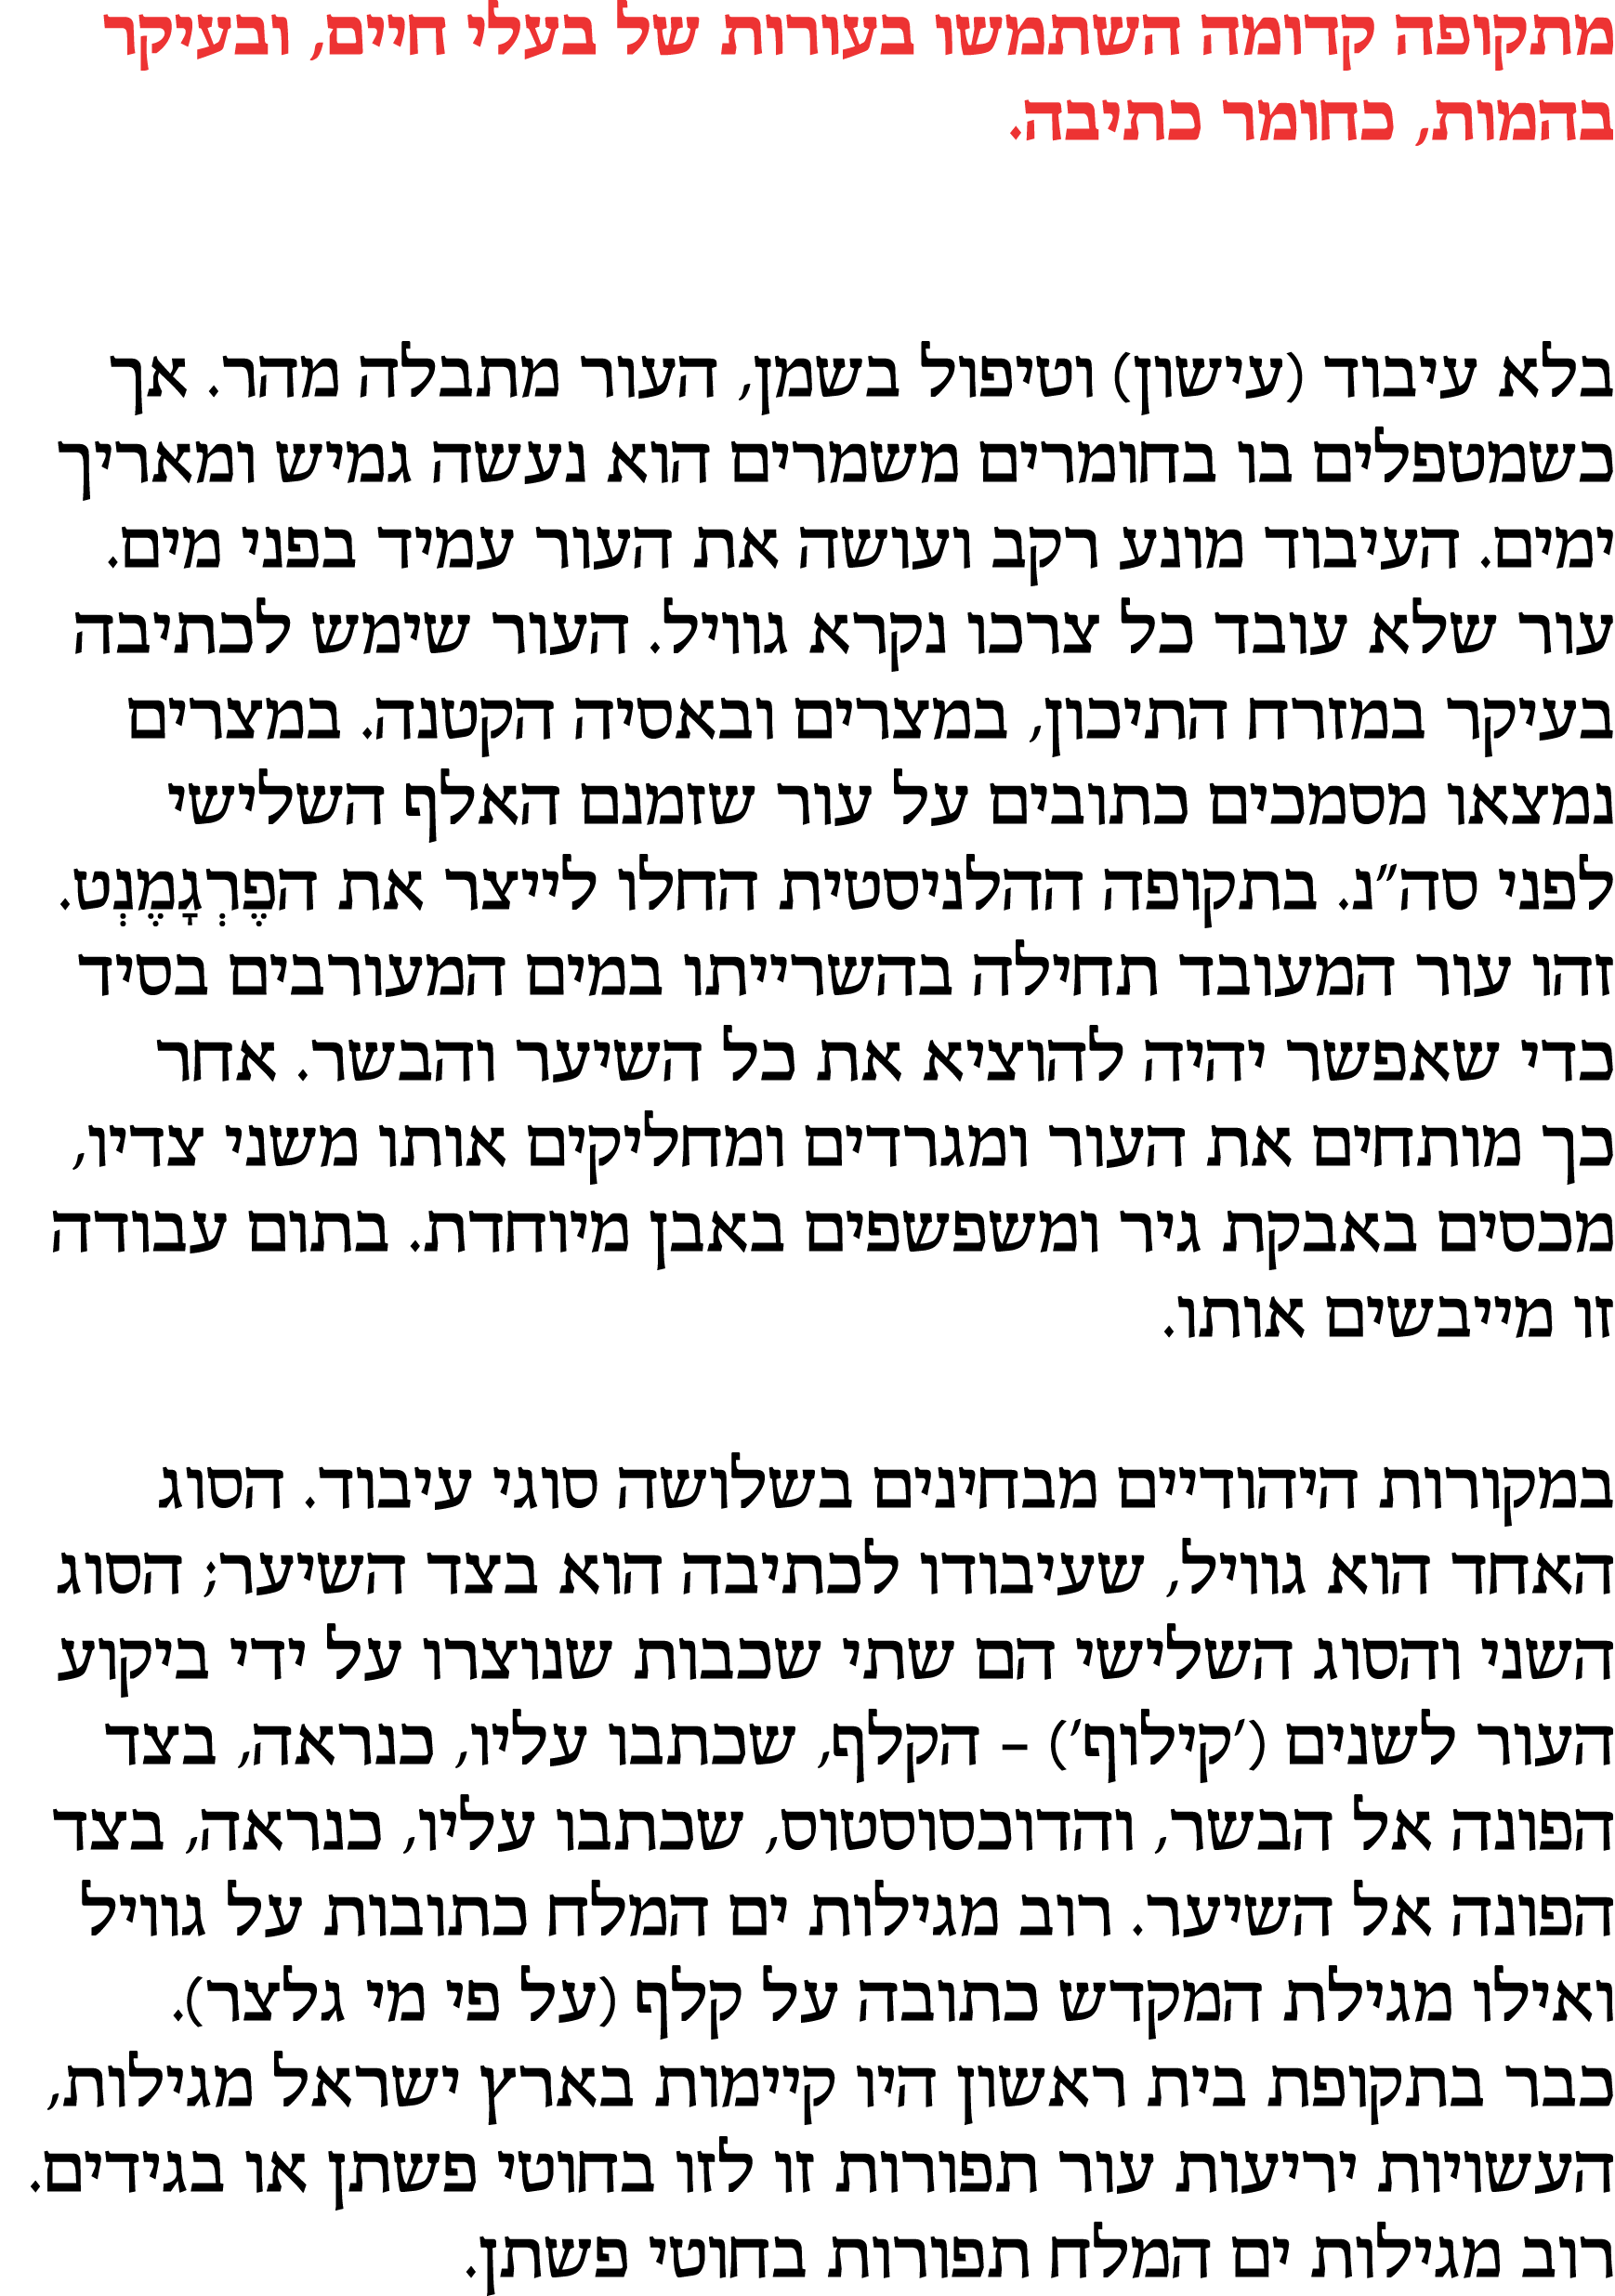 מתקופה קדומה השתמשו בעורות של בעלי חיים, ובעיקר
בהמות, כחומר כתיבה.
בלא עיבוד (עישון) וטיפול בשמן, העור מתבלה מהר. אך
כשמטפלים בו בחומרים משמרים הוא נעשה גמיש ומאריך
ימים. העיבוד מונע רקב ועושה את העור עמיד בפני מים.
עור שלא עובד כל צרכו נקרא גוויל. העור שימש לכתיבה
בעיקר במזרח התיכון, במצרים ובאסיה הקטנה. במצרים
נמצאו מסמכים כתובים על עור שזמנם האלף השלישי
לפני סה״נ. בתקופה ההלניסטית החלו לייצר את הפֶּרְגָמֶנְט.
זהו עור המעובד תחילה בהשרייתו במים המעורבים בסיד
כדי שאפשר יהיה להוציא את כל השיער והבשר. אחר
כך מותחים את העור ומגרדים ומחליקים אותו משני צדיו,
מכסים באבקת גיר ומשפשפים באבן מיוחדת. בתום עבודה
זו מייבשים אותו.
במקורות היהודיים מבחינים בשלושה סוגי עיבוד. הסוג
האחד הוא גוויל, שעיבודו לכתיבה הוא בצד השיער; הסוג
השני והסוג השלישי הם שתי שכבות שנוצרו על ידי ביקוע
העור לשנים (׳קילוף׳) – הקלף, שכתבו עליו, כנראה, בצד
הפונה אל הבשר, והדוכסוסטוס, שכתבו עליו, כנראה, בצד
הפונה אל השיער. רוב מגילות ים המלח כתובות על גוויל
ואילו מגילת המקדש כתובה על קלף (על פי מי גלצר).
כבר בתקופת בית ראשון היו קיימות בארץ ישראל מגילות,
העשויות יריעות עור תפורות זו לזו בחוטי פשתן או בגידים.
רוב מגילות ים המלח תפורות בחוטי פשתן.